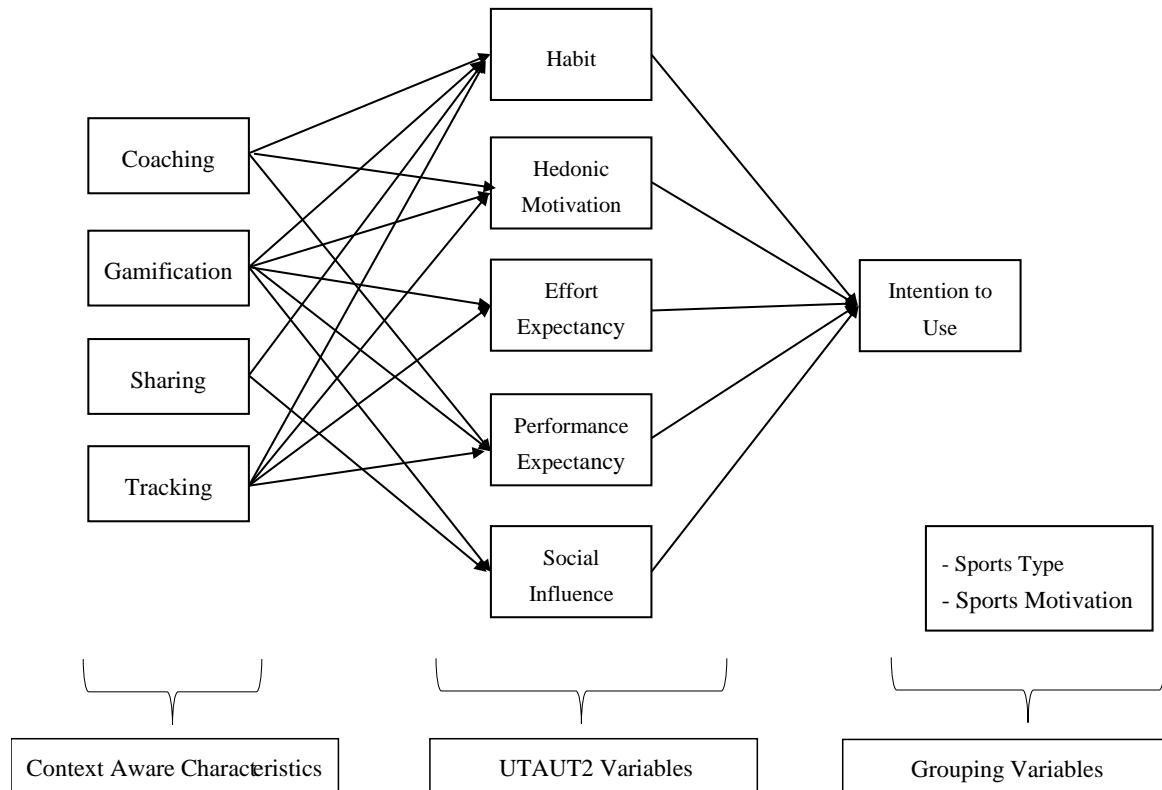 Habit
Coaching
Hedonic
Motivation
Gamification
Effort
Expectancy
Intention to
Use
Sharing
Performance
Expectancy
Tracking
Social
Influence
- Sports Type
- Sports Motivation
Context Aware Characteristics
UTAUT2 Variables
Grouping Variables